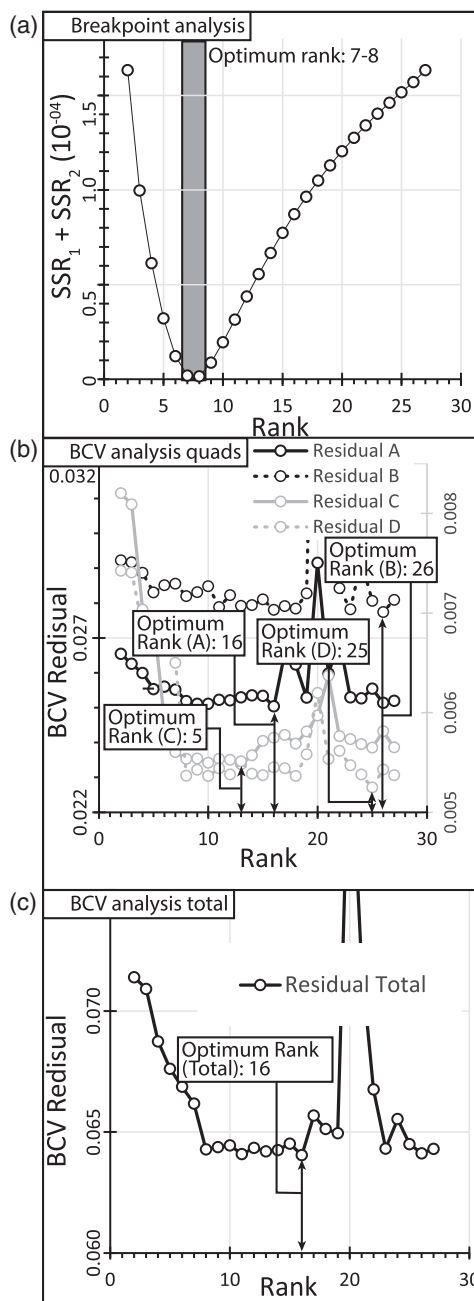 (a)
Breakpoint analysis
Optimum rank: 7-8
SSR1 + SSR2 (10-04)
0 0.5 1.0 1.5
0 5 10 15 20 25 30
Rank
(b)
BCV analysis quads
Residual A
Residual B
Residual C
Residual D
0.032
0.027
0.022
0.008
0.007
0.006
0.005
Optimum
Rank (B): 26
Optimum
Rank (A): 16
Optimum
Rank (D): 25
Optimum
Rank (C): 5
BCV Redisual
0 10 20 30
Rank
(c)
BCV analysis total
Residual Total
0.070
0.065
0.060
Optimum Rank
(Total): 16
BCV Redisual
0 10 20 30
Rank